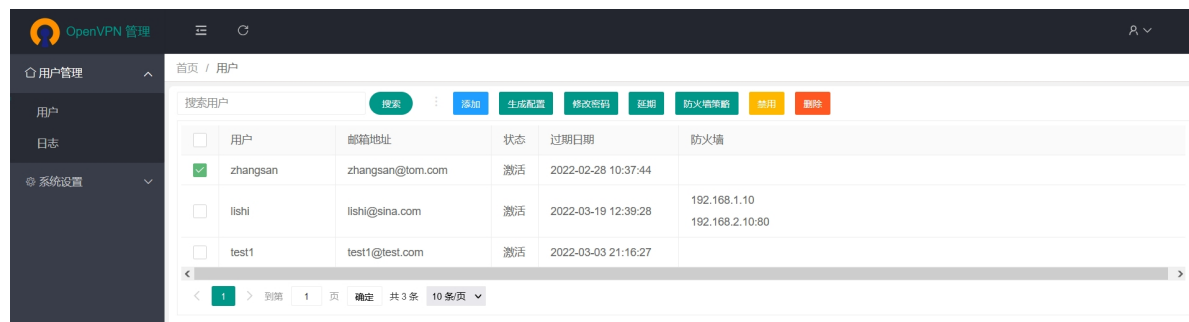 OpenVPN 管理
用户管理
用户
日志
系统设置
首页 / 用户
搜索用户 搜索 添加 生成配置 修改密码 延期 防火墙策略 禁用 删除
用户 邮箱地址 状态 过期日期 防火墙
zhangsan zhangsan@tom.com 激活 2022-02-28 10:37:44
lishi lishi@sina.com 激活 2022-03-19 12:39:28 192.168.1.10
192.168.2.10:80
test1 test1@test.com 激活 2022-03-03 21:16:27
1 到第 1 页 确定 共 3 条 10 条/页